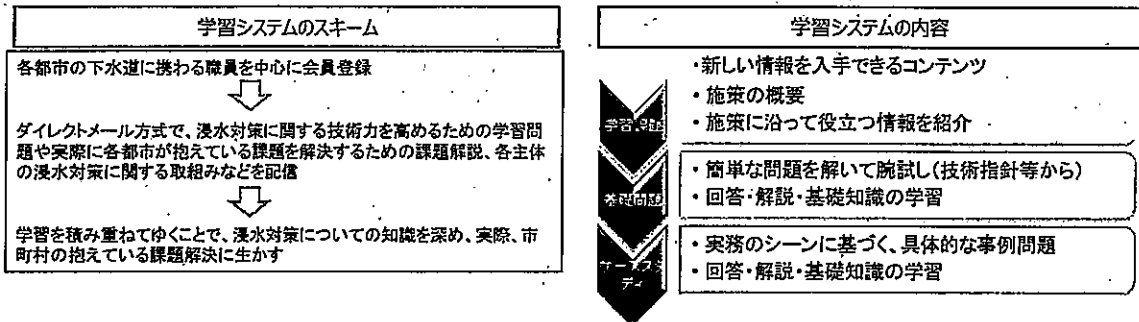 学習システムのスキーム
各都市の下水道に携わる職員を中心に会員登録
ダイレクトメール方式で、浸水対策に関する技術力を高めるための学習問
題や実際に各都市が抱えている課題を解決するための課題解説、各主体
の浸水対策に関する取組みなどを配信
学習を積み重ねてゆくことで、浸水対策についての知識を深め、実際、市
町村の抱えている課題解決に生かす
学習システムの内容
・新しい情報を入手できるコンテンツ
・施策の概要
・施策に沿って役立つ情報を紹介
学習
基礎問題
・簡単な問題を解いて腕試し(技術指針等から)
・回答・解説・基礎知識の学習
ケーススタ
ディ
・実務のシーンに基づく、具体的な事例問題
・回答・解説・基礎知識の学習